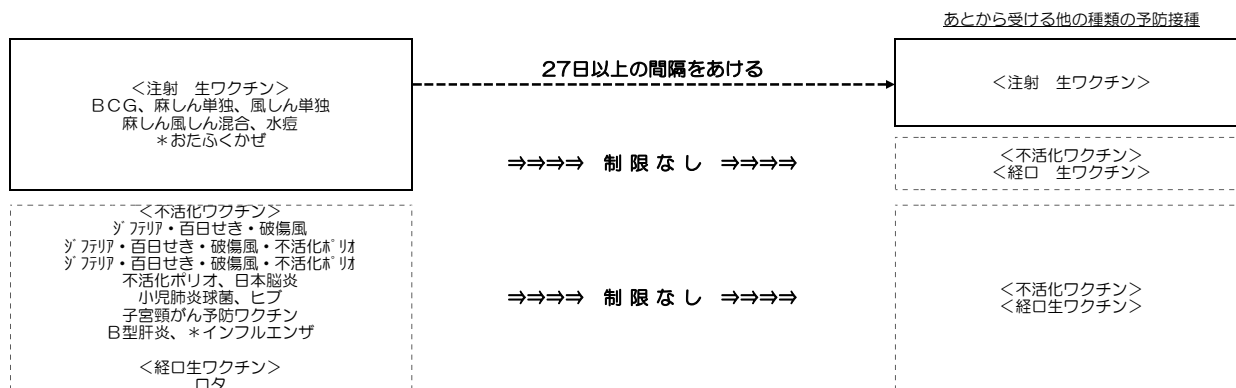 あとから受ける他の種類の予防接種
＜注射　生ワクチン＞
ＢＣＧ、麻しん単独、風しん単独
麻しん風しん混合、水痘
＊おたふくかぜ
27日以上の間隔をあける
＜注射　生ワクチン＞
⇒⇒⇒⇒　制 限 な し　⇒⇒⇒⇒
＜不活化ワクチン＞
＜経口　生ワクチン＞
＜不活化ワクチン＞
ｼﾞﾌﾃﾘｱ・百日せき・破傷風
ｼﾞﾌﾃﾘｱ・百日せき・破傷風・不活化ﾎﾟﾘｵ
ｼﾞﾌﾃﾘｱ・百日せき・破傷風・不活化ﾎﾟﾘｵ
不活化ポリオ、日本脳炎
小児肺炎球菌、ヒブ
子宮頸がん予防ワクチン
Ｂ型肝炎、＊インフルエンザ
＜経口生ワクチン＞
ロタ
⇒⇒⇒⇒　制 限 な し　⇒⇒⇒⇒
＜不活化ワクチン＞
＜経口生ワクチン＞